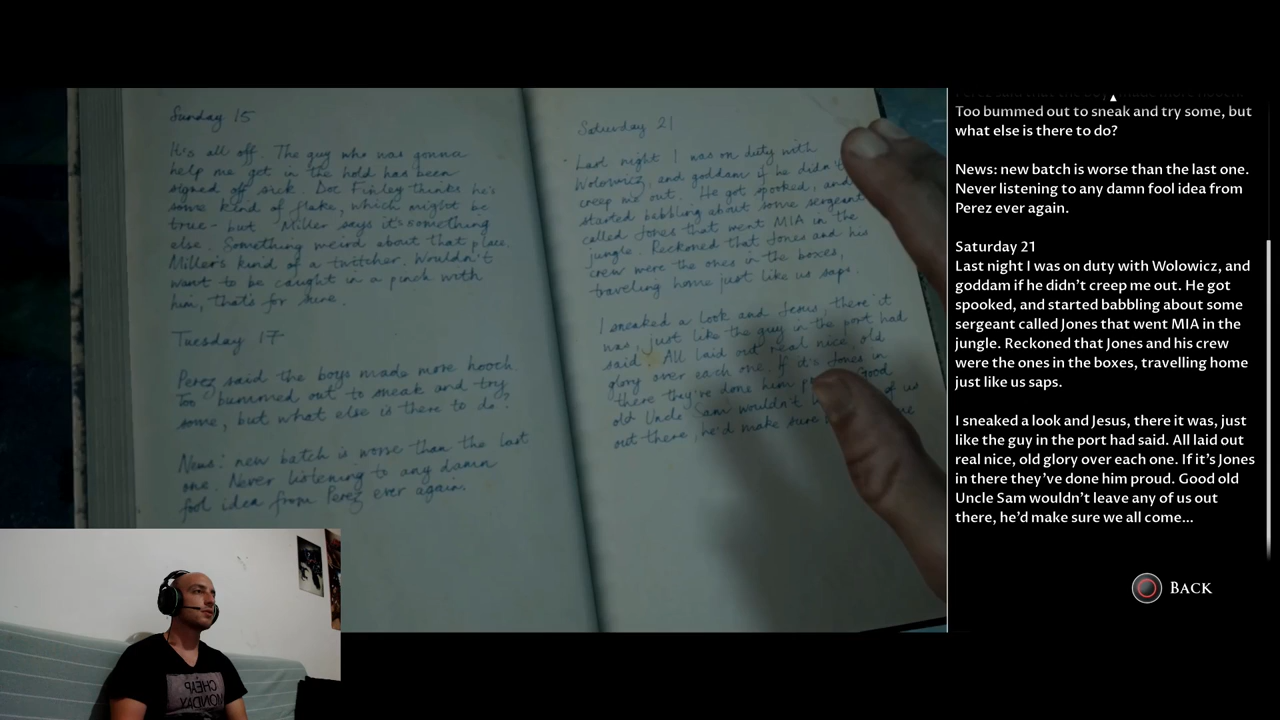 Sunday 15
It's all off. The guy who was gonna
help me get in the hold has been
signed off sick. Doc Finley thinks he's
some kind of flake, which might be
true - but Miller says it's something
else. Something weird about that place.
Miller's kind of a twitcher. Wouldn't
want to be caught in a pinch with
him, that's for sure.
Tuesday 17
Perez said the boys made more hooch.
Too bummed out to sneak and try
some, but what else is there to do?
News: new batch is worse than the last
one. Never listening to any damn
fool idea from Perez ever again.
Saturday 21
Last night I was on duty with
Wolowicz, and goddam if he didn't
creep me out. He got spooked, and
started babbling about some sergeant
called Jones that went MIA in the
jungle. Reckoned that Jones and his
crew were the ones in the boxes,
traveling home just like us saps.
I sneaked a look and Jesus, there it
was, just like the guy in the port had
said. All laid out real nice, old
glory over each one. If it's Jones in
there they've done him Good
old Uncle Sam wouldn't of us
out there, he'd make sure
Too bummed out to sneak and try some, but
what else is there to do?
News: new batch is worse than the last one.
Never listening to any damn fool idea from
Perez ever again.
Saturday 21
Last night I was on duty with Wolowicz, and
goddam if he didn't creep me out. He got
spooked, and started babbling about some
sergeant called Jones that went MIA in the
jungle. Reckoned that Jones and his crew
were the ones in the boxes, travelling home
just like us saps.
I sneaked a look and Jesus, there it was, just
like the guy in the port had said. All laid out
real nice, old glory over each one. If it's Jones
in there they've done him proud. Good old
Uncle Sam wouldn't leave any of us out
there, he'd make sure we all come...
BACK
CHEAP
MONDAY